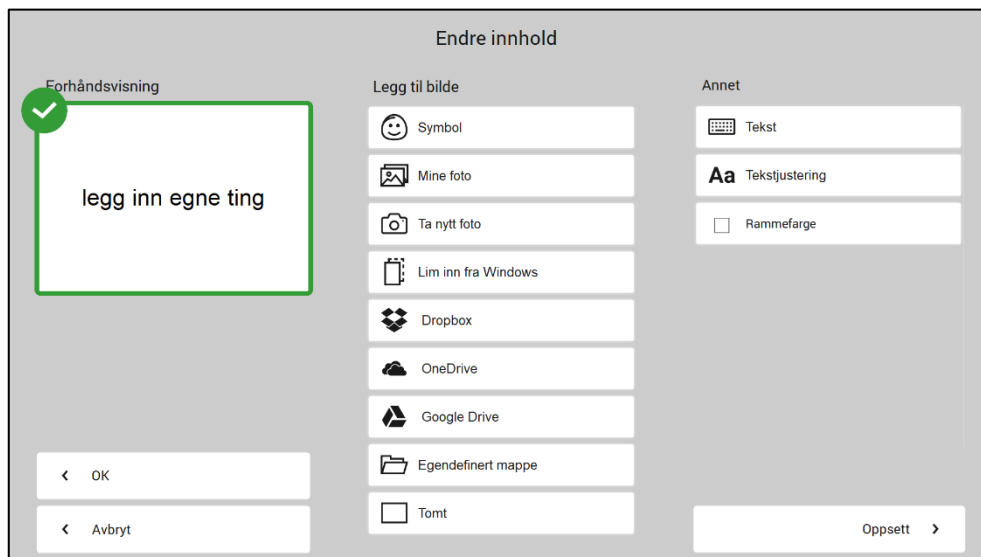 Endre innhold
Forhåndsvisning
legg inn egne ting
OK
Avbryt
Legg til bilde
Symbol
Mine foto
Ta nytt foto
Lim inn fra Windows
Dropbox
OneDrive
Google Drive
Egendefinert mappe
Tomt
Annet
Tekst
Aa Tekstjustering
Rammefarge
Oppsett